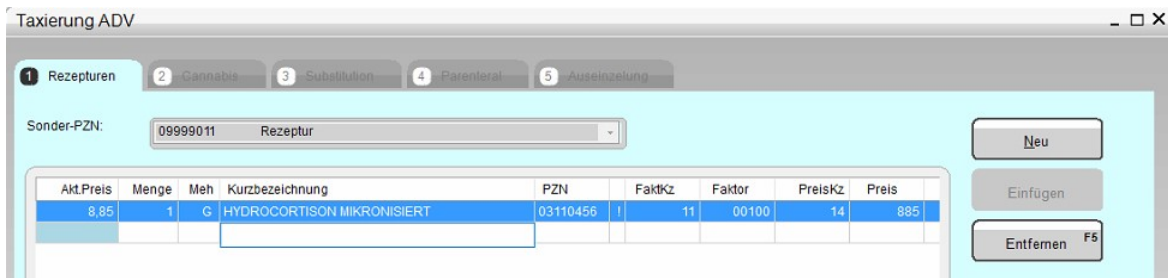 Taxierung ADV
1 Rezepturen 2 Cannabis 3 Substitution 4 Parenteral 5 Auseinzelung
Sonder-PZN: 09999011 Rezeptur
Neu
Akt.Preis Menge Meh Kurzbezeichnung PZN FaktKz Faktor PreisKz Preis
Einfügen
8,85 1 G HYDROCORTISON MIKRONISIERT 03110456 ! 11 00100 14 885
Entfernen F5